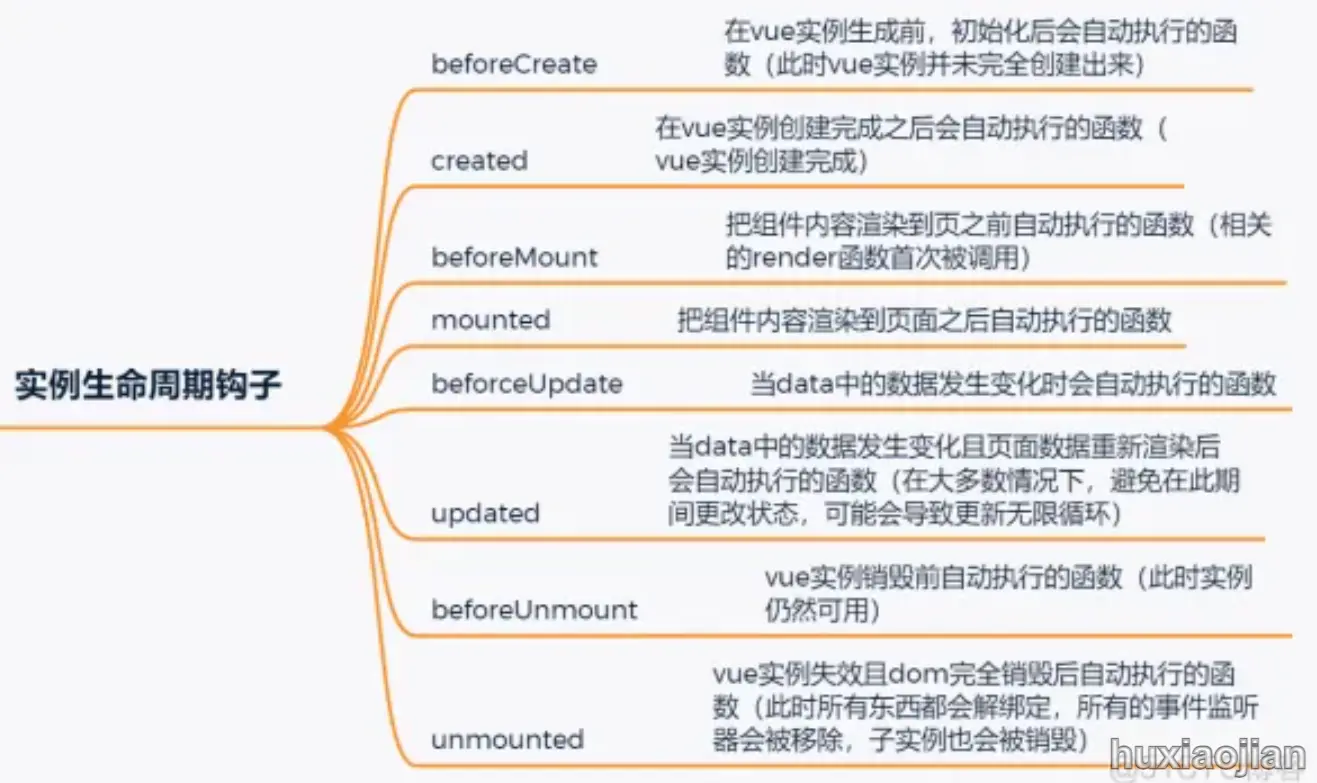 实例生命周期钩子
beforeCreate
在vue实例生成前，初始化后会自动执行的函
数（此时vue实例并未完全创建出来）
created
在vue实例创建完成之后会自动执行的函数（
vue实例创建完成）
beforeMount
把组件内容渲染到页之前自动执行的函数（相关
的render函数首次被调用）
mounted
把组件内容渲染到页面之后自动执行的函数
beforceUpdate
当data中的数据发生变化时会自动执行的函数
updated
当data中的数据发生变化且页面数据重新渲染后
会自动执行的函数（在大多数情况下，避免在此期
间更改状态，可能会导致更新无限循环）
beforeUnmount
vue实例销毁前自动执行的函数（此时实例
仍然可用）
unmounted
vue实例失效且dom完全销毁后自动执行的函
数（此时所有东西都会解绑定，所有的事件监听
器会被移除，子实例也会被销毁）
huxiaojian